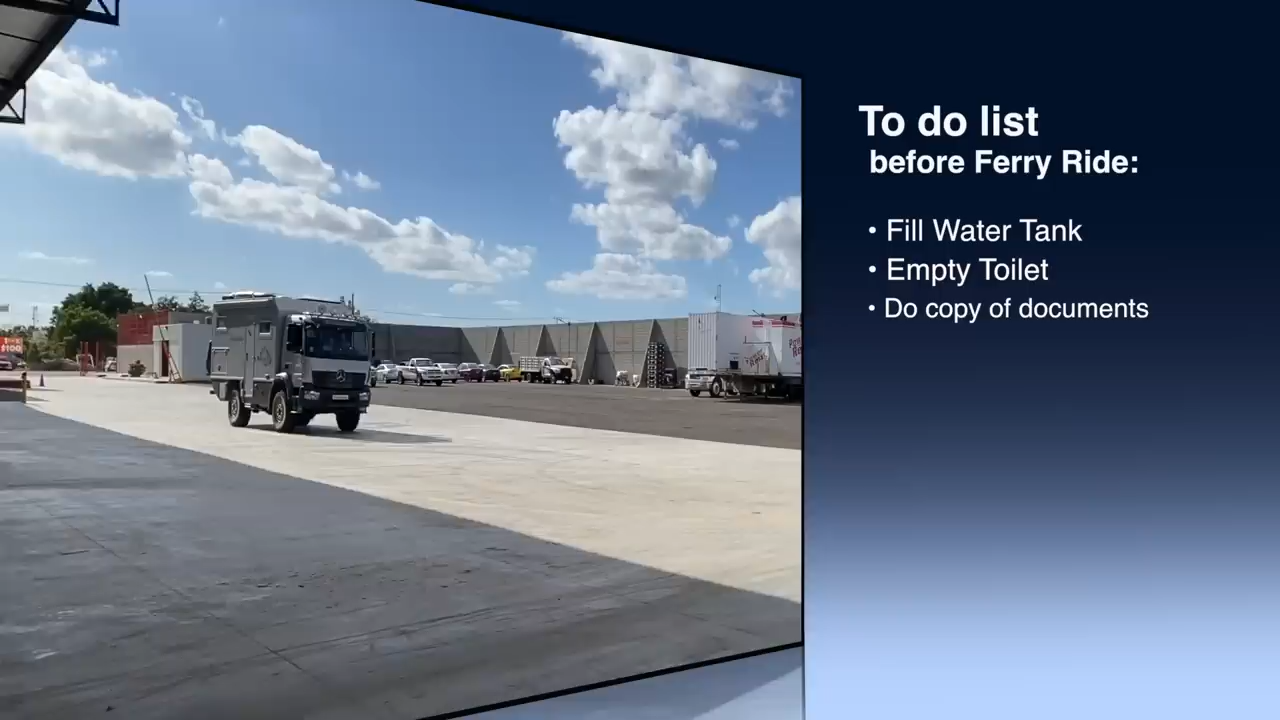 To do list
before Ferry Ride:
• Fill Water Tank
• Empty Toilet
• Do copy of documents